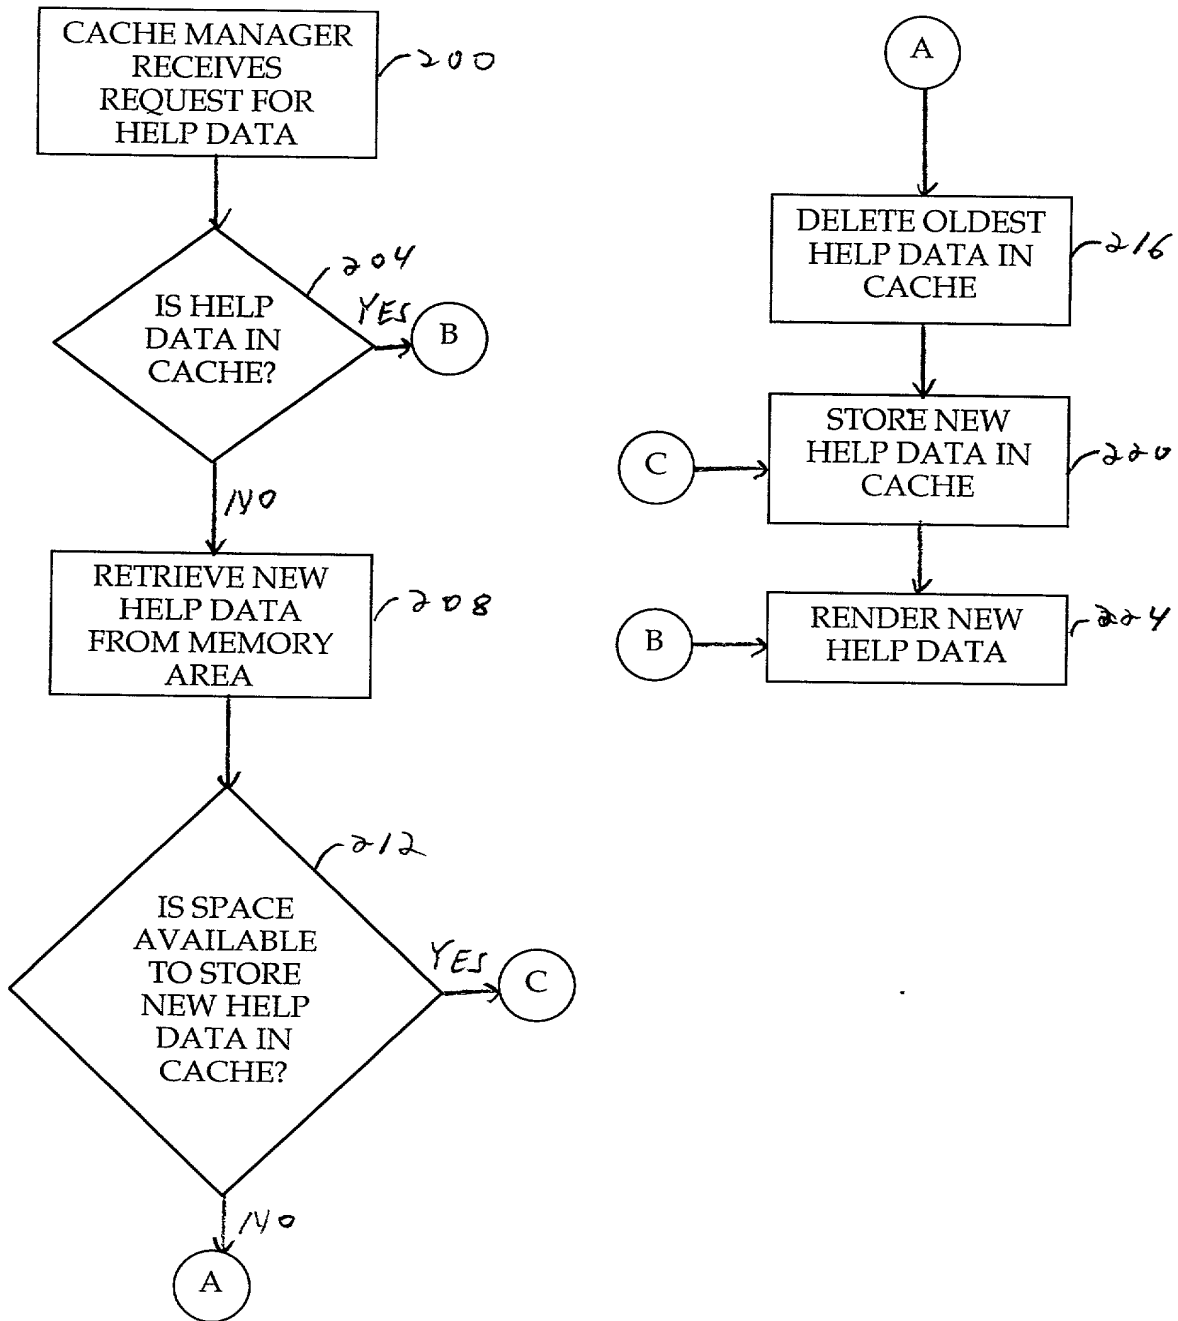 CACHE MANAGER
RECEIVES
REQUEST FOR
HELP DATA
200
IS HELP
DATA IN
CACHE?
204
YES
B
NO
RETRIEVE NEW
HELP DATA
FROM MEMORY
AREA
208
IS SPACE
AVAILABLE
TO STORE
NEW HELP
DATA IN
CACHE?
212
YES
C
NO
A
A
DELETE OLDEST
HELP DATA IN
CACHE
216
C
STORE NEW
HELP DATA IN
CACHE
220
B
RENDER NEW
HELP DATA
224